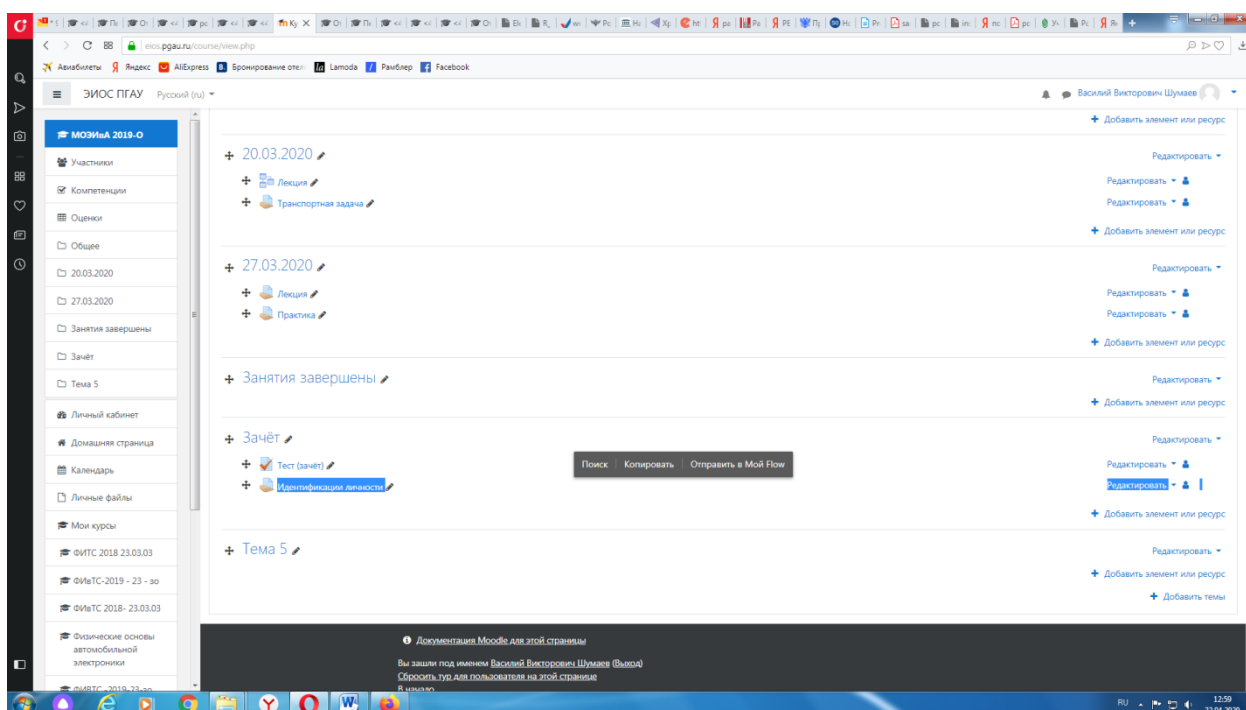 eios.pgau.ru/course/view.php
Авиабилеты Яндекс AliExpress Бронирование отел Lamoda Рамблер Facebook
ЭИОС ПГАУ Русский (ru)
Василий Викторович Шумаев
Добавить элемент или ресурс
МОЭИвА 2019-О
Участники
Компетенции
Оценки
Общее
20.03.2020
27.03.2020
Занятия завершены
Зачёт
Тема 5
Личный кабинет
Домашняя страница
Календарь
Личные файлы
Мои курсы
ФИТС 2018 23.03.03
ФИвТС-2019 - 23 - зо
ФИвТС 2018- 23.03.03
Физические основы
автомобильной
электроники
20.03.2020 Редактировать
Лекция Редактировать
Транспортная задача Редактировать
Добавить элемент или ресурс
27.03.2020 Редактировать
Лекция Редактировать
Практика Редактировать
Добавить элемент или ресурс
Занятия завершены Редактировать
Добавить элемент или ресурс
Зачёт Редактировать
Поиск Копировать Отправить в Мой Flow
Тест (зачёт) Редактировать
Идентификации личности Редактировать
Добавить элемент или ресурс
Тема 5 Редактировать
Добавить элемент или ресурс
Добавить темы
Документация Moodle для этой страницы
Вы зашли под именем Василий Викторович Шумаев (Выход)
Сбросить тур для пользователя на этой странице
В начало
RU 12:59